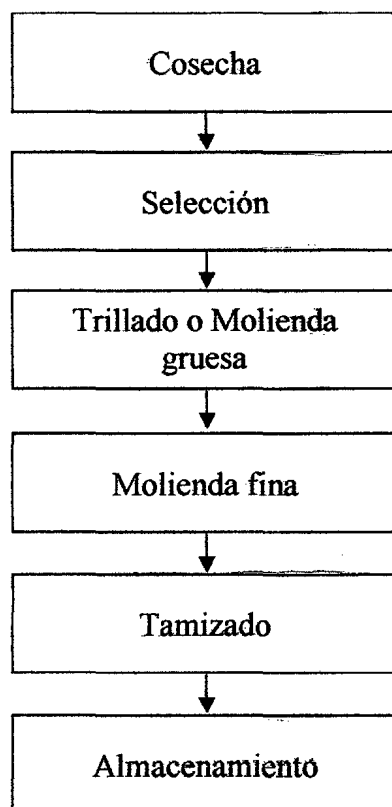 Cosecha
Selección
Trillado o Molienda
gruesa
Molienda fina
Tamizado
Almacenamiento